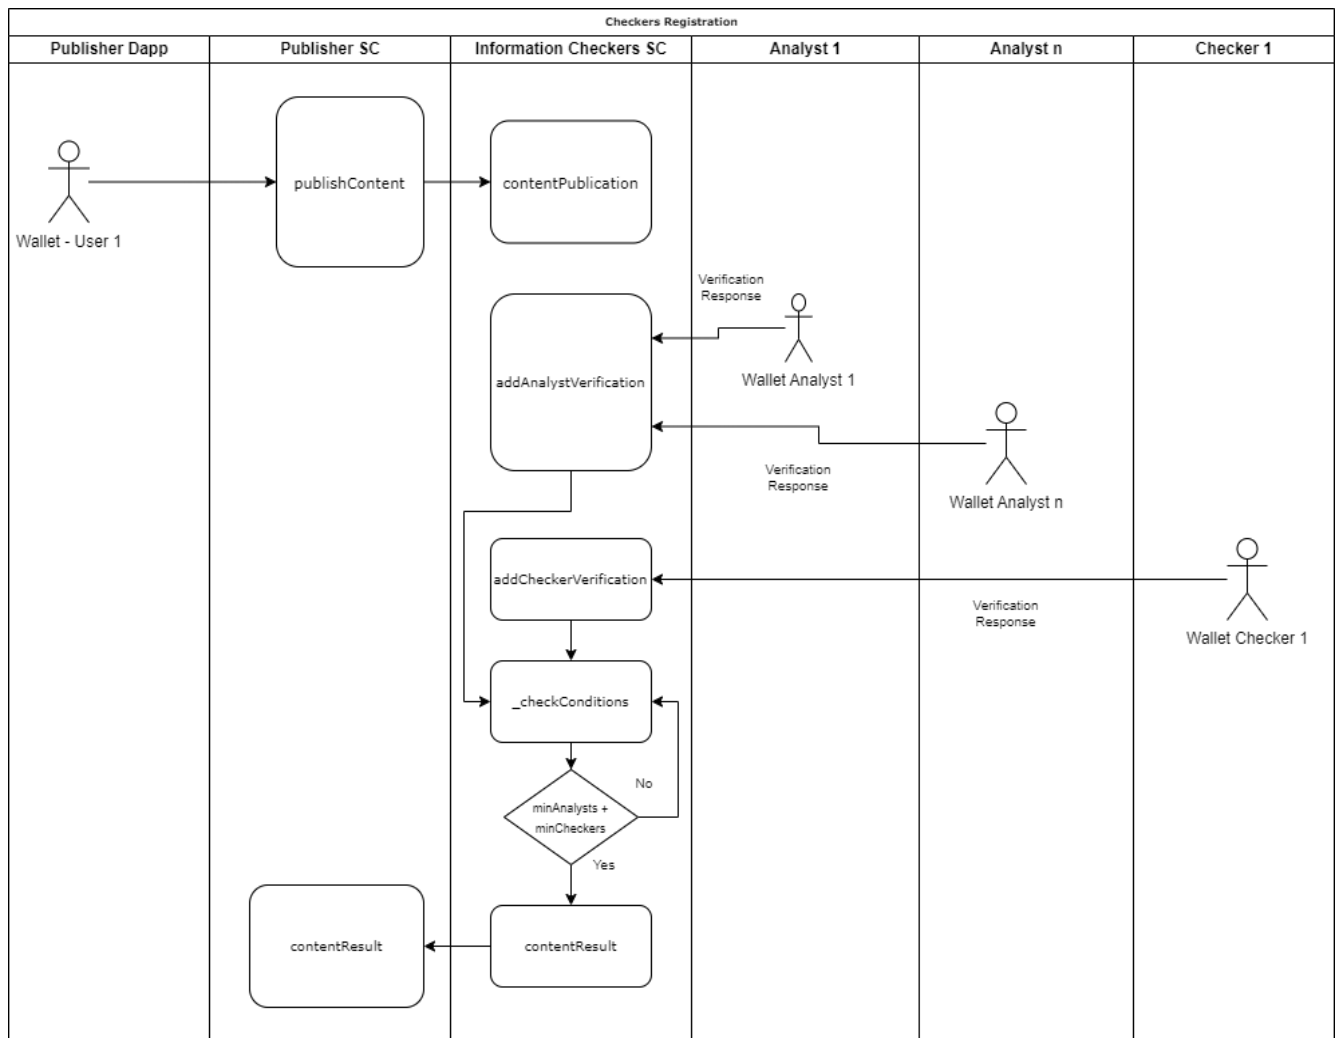 Checkers Registration
Publisher Dapp
Publisher SC
Information Checkers SC
Analyst 1
Analyst n
Checker 1
publishContent
contentPublication
Wallet - User 1
Verification
Response
addAnalystVerification
Wallet Analyst 1
Verification
Response
Wallet Analyst n
addCheckerVerification
Verification
Response
Wallet Checker 1
_checkConditions
No
minAnalysts +
minCheckers
Yes
contentResult
contentResult